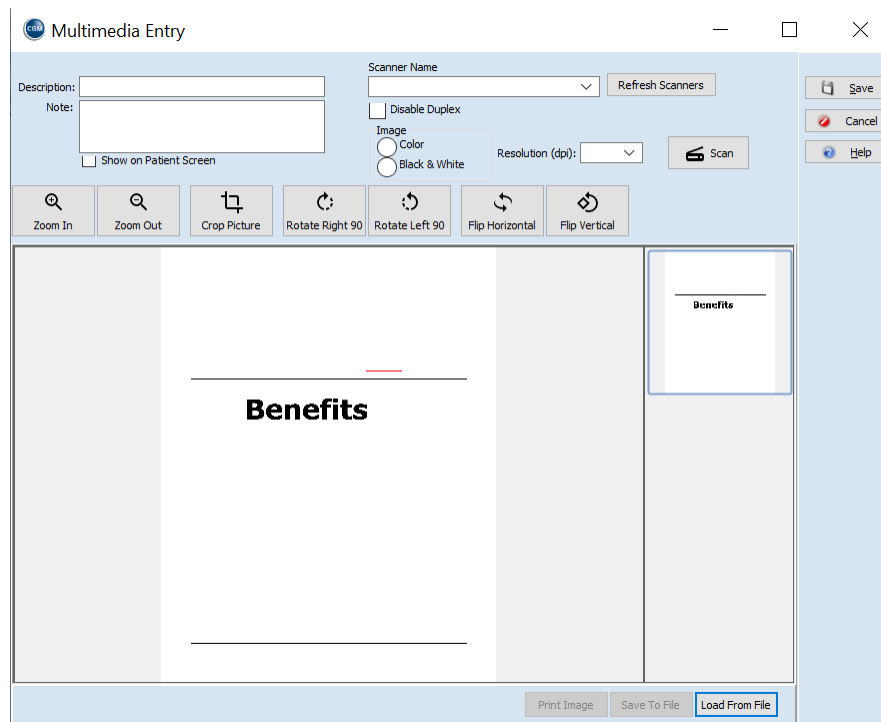 CGM Multimedia Entry
Description:
Note:
Show on Patient Screen
Scanner Name
Refresh Scanners
Disable Duplex
Image
Color
Black & White
Resolution (dpi):
Scan
Save
Cancel
Help
Zoom In
Zoom Out
Crop Picture
Rotate Right 90
Rotate Left 90
Flip Horizontal
Flip Vertical
Benefits
Benefits
Print Image
Save To File
Load From File